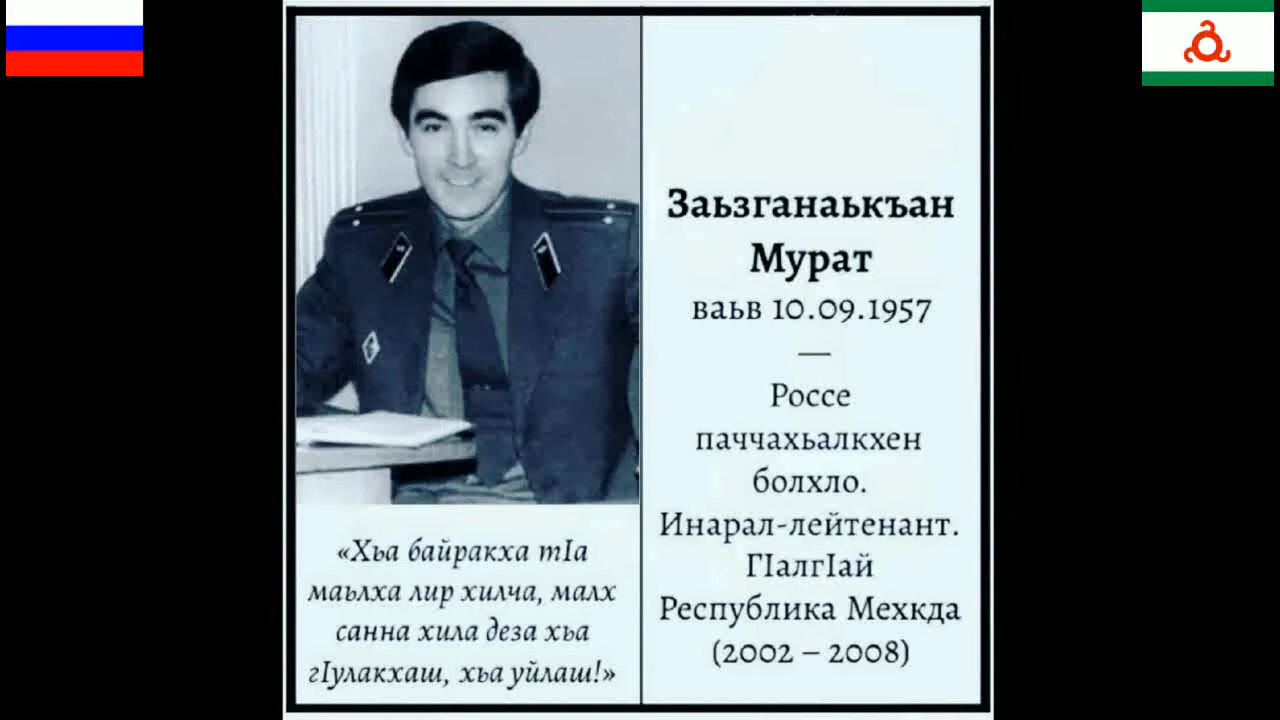 Заьзганаькъан
Мурат
ваьв 10.09.1957
—
Россе
паччахьалкхен
болхло.
Инарал-лейтенант.
ГӀалгӀай
Республика Мехкда
(2002 – 2008)
«Хьа байракха тӀа
маьлха лир хилча, малх
санна хила деза хьа
гӀулакхаш, хьа уйлаш!»